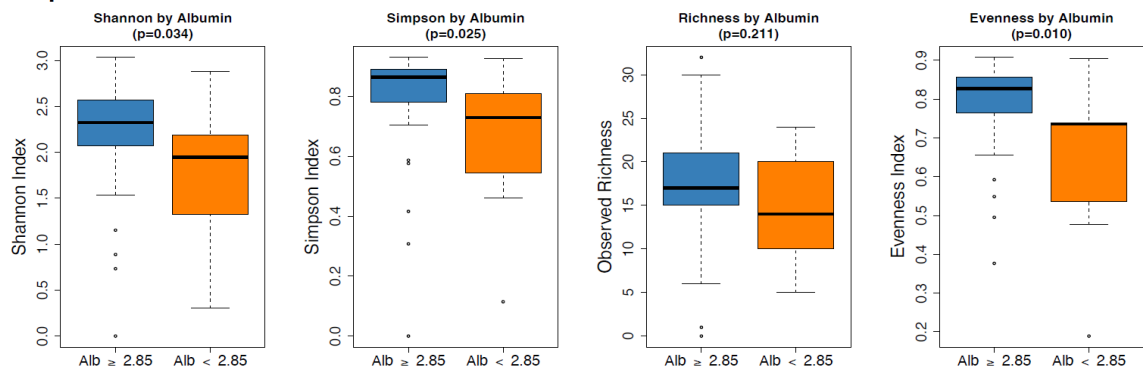 Shannon by Albumin
(p=0.034)
Shannon Index
0.0 0.5 1.0 1.5 2.0 2.5 3.0
Alb ≥ 2.85 Alb < 2.85
Simpson by Albumin
(p=0.025)
Simpson Index
0.0 0.2 0.4 0.6 0.8
Alb ≥ 2.85 Alb < 2.85
Richness by Albumin
(p=0.211)
Observed Richness
0 5 10 15 20 25 30
Alb ≥ 2.85 Alb < 2.85
Evenness by Albumin
(p=0.010)
Evenness Index
0.2 0.3 0.4 0.5 0.6 0.7 0.8 0.9
Alb ≥ 2.85 Alb < 2.85